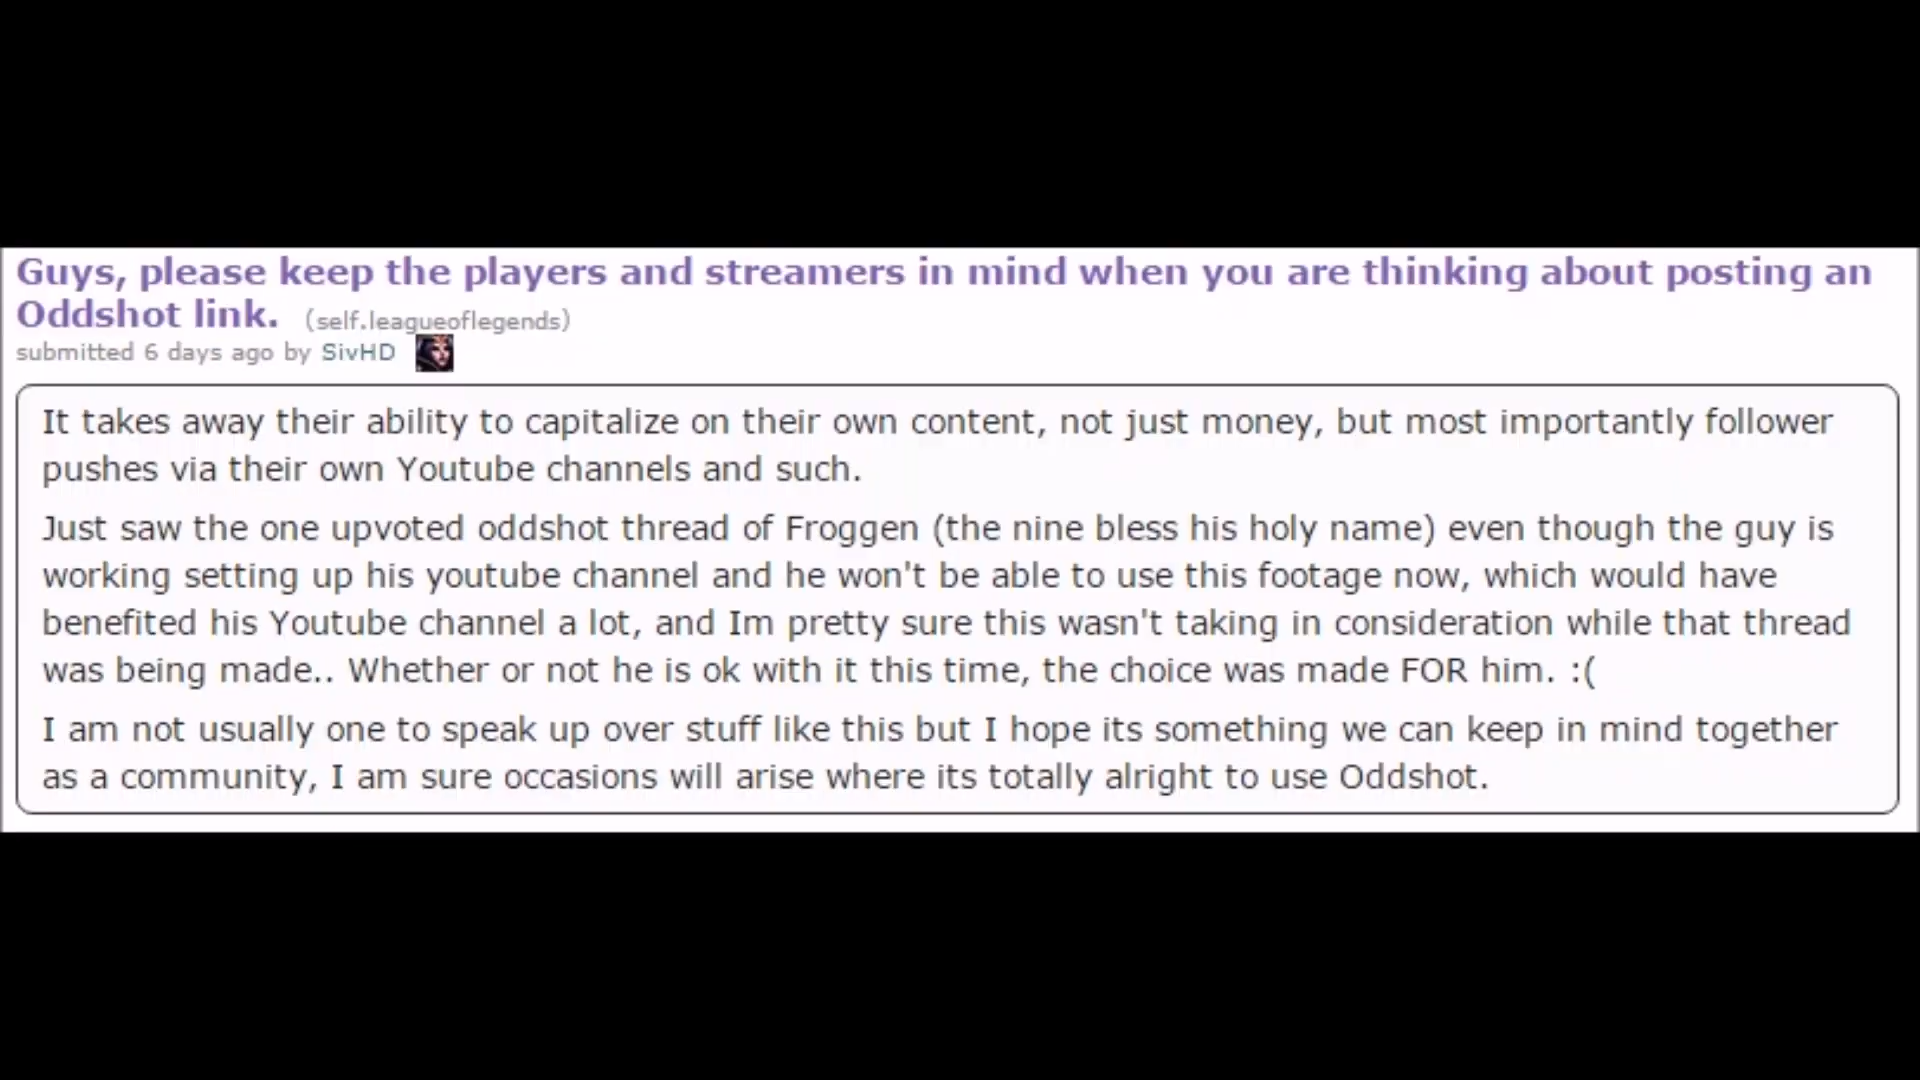 Guys, please keep the players and streamers in mind when you are thinking about posting an
Oddshot link. (self.leagueoflegends)
submitted 6 days ago by SivHD
It takes away their ability to capitalize on their own content, not just money, but most importantly follower
pushes via their own Youtube channels and such.
Just saw the one upvoted oddshot thread of Froggen (the nine bless his holy name) even though the guy is
working setting up his youtube channel and he won't be able to use this footage now, which would have
benefited his Youtube channel a lot, and Im pretty sure this wasn't taking in consideration while that thread
was being made.. Whether or not he is ok with it this time, the choice was made FOR him. :(
I am not usually one to speak up over stuff like this but I hope its something we can keep in mind together
as a community, I am sure occasions will arise where its totally alright to use Oddshot.